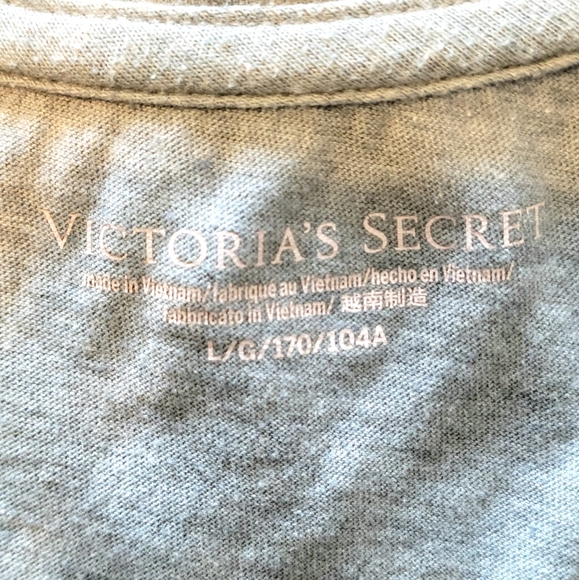 VICTORIA'S SECRET
made in Vietnam/fabriqué au Vietnam/hecho en Vietnam/
fabbricato in Vietnam/ 越南制造
L/G/170/104A